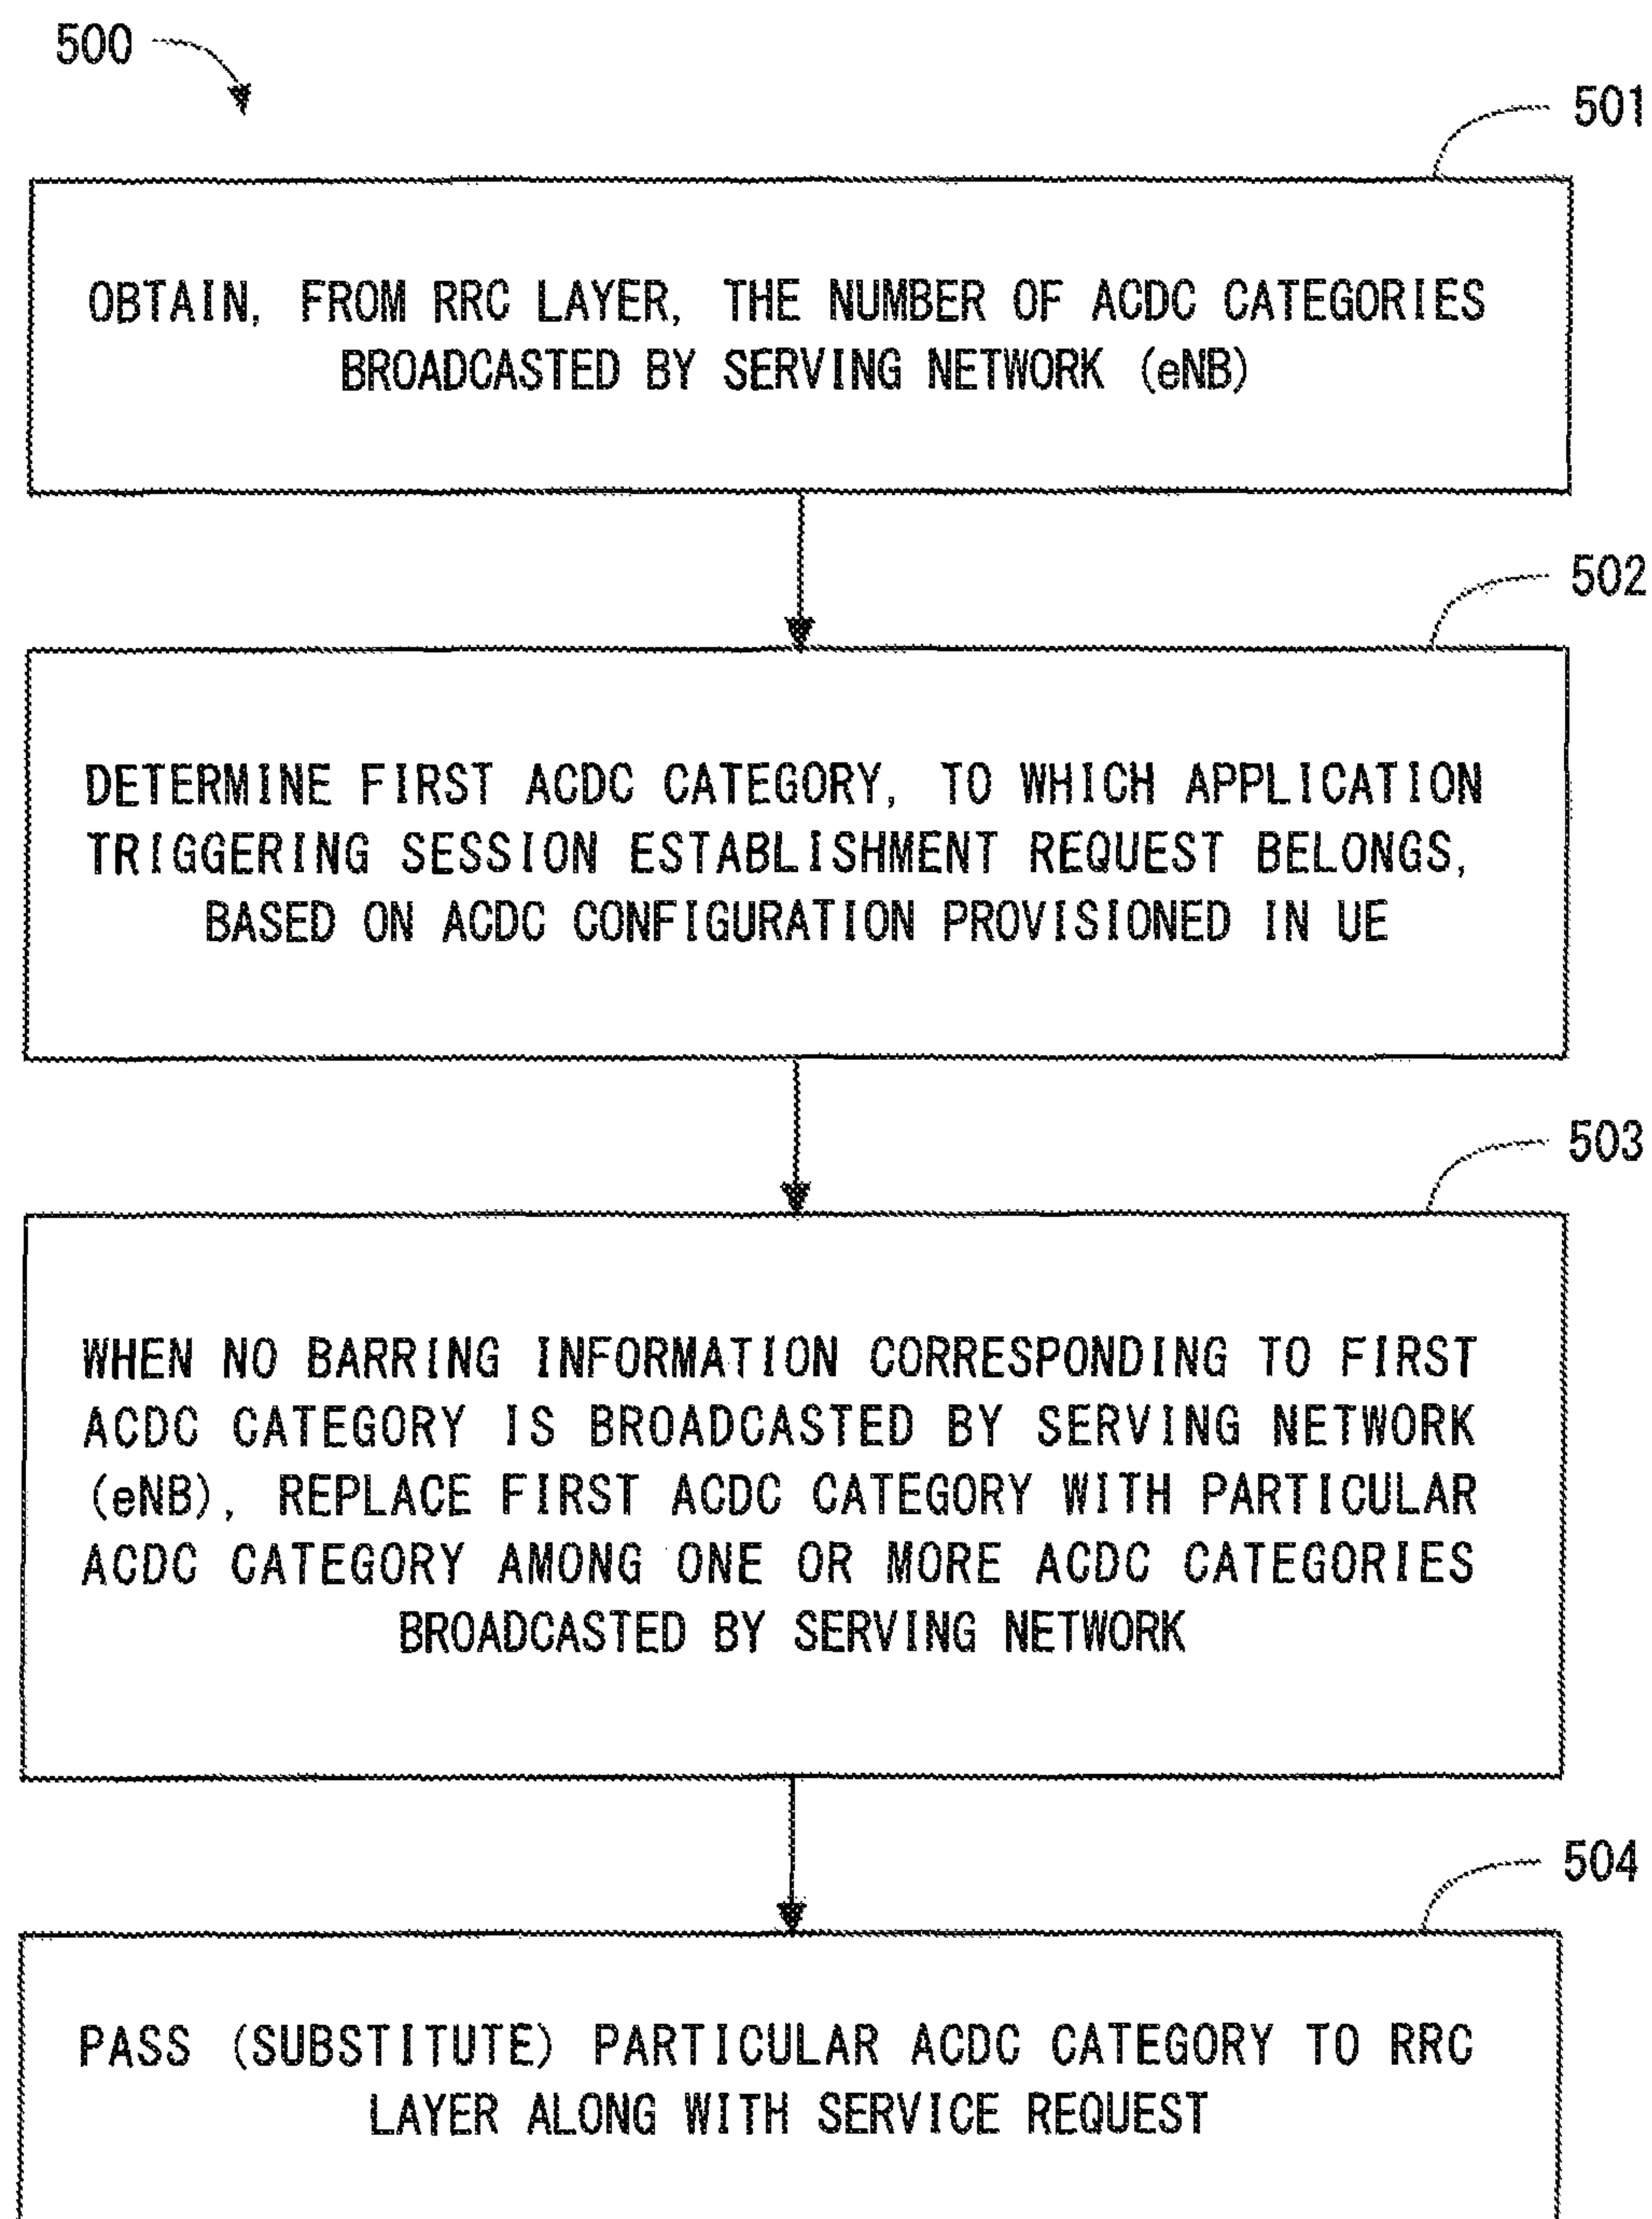 500
501
OBTAIN, FROM RRC LAYER, THE NUMBER OF ACDC CATEGORIES
BROADCASTED BY SERVING NETWORK (eNB)
502
DETERMINE FIRST ACDC CATEGORY, TO WHICH APPLICATION
TRIGGERING SESSION ESTABLISHMENT REQUEST BELONGS,
BASED ON ACDC CONFIGURATION PROVISIONED IN UE
503
WHEN NO BARRING INFORMATION CORRESPONDING TO FIRST
ACDC CATEGORY IS BROADCASTED BY SERVING NETWORK
(eNB), REPLACE FIRST ACDC CATEGORY WITH PARTICULAR
ACDC CATEGORY AMONG ONE OR MORE ACDC CATEGORIES
BROADCASTED BY SERVING NETWORK
504
PASS (SUBSTITUTE) PARTICULAR ACDC CATEGORY TO RRC
LAYER ALONG WITH SERVICE REQUEST